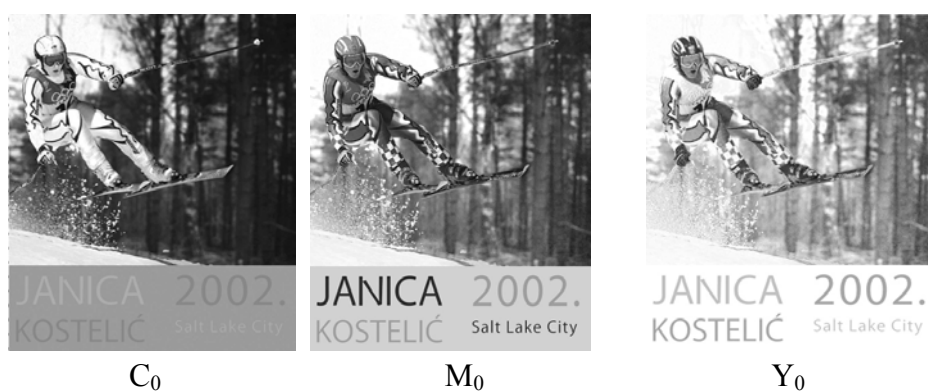 JANICA 2002.
KOSTELIĆ Salt Lake City
JANICA 2002.
KOSTELIĆ Salt Lake City
JANICA 2002.
KOSTELIĆ Salt Lake City
C₀ M₀ Y₀